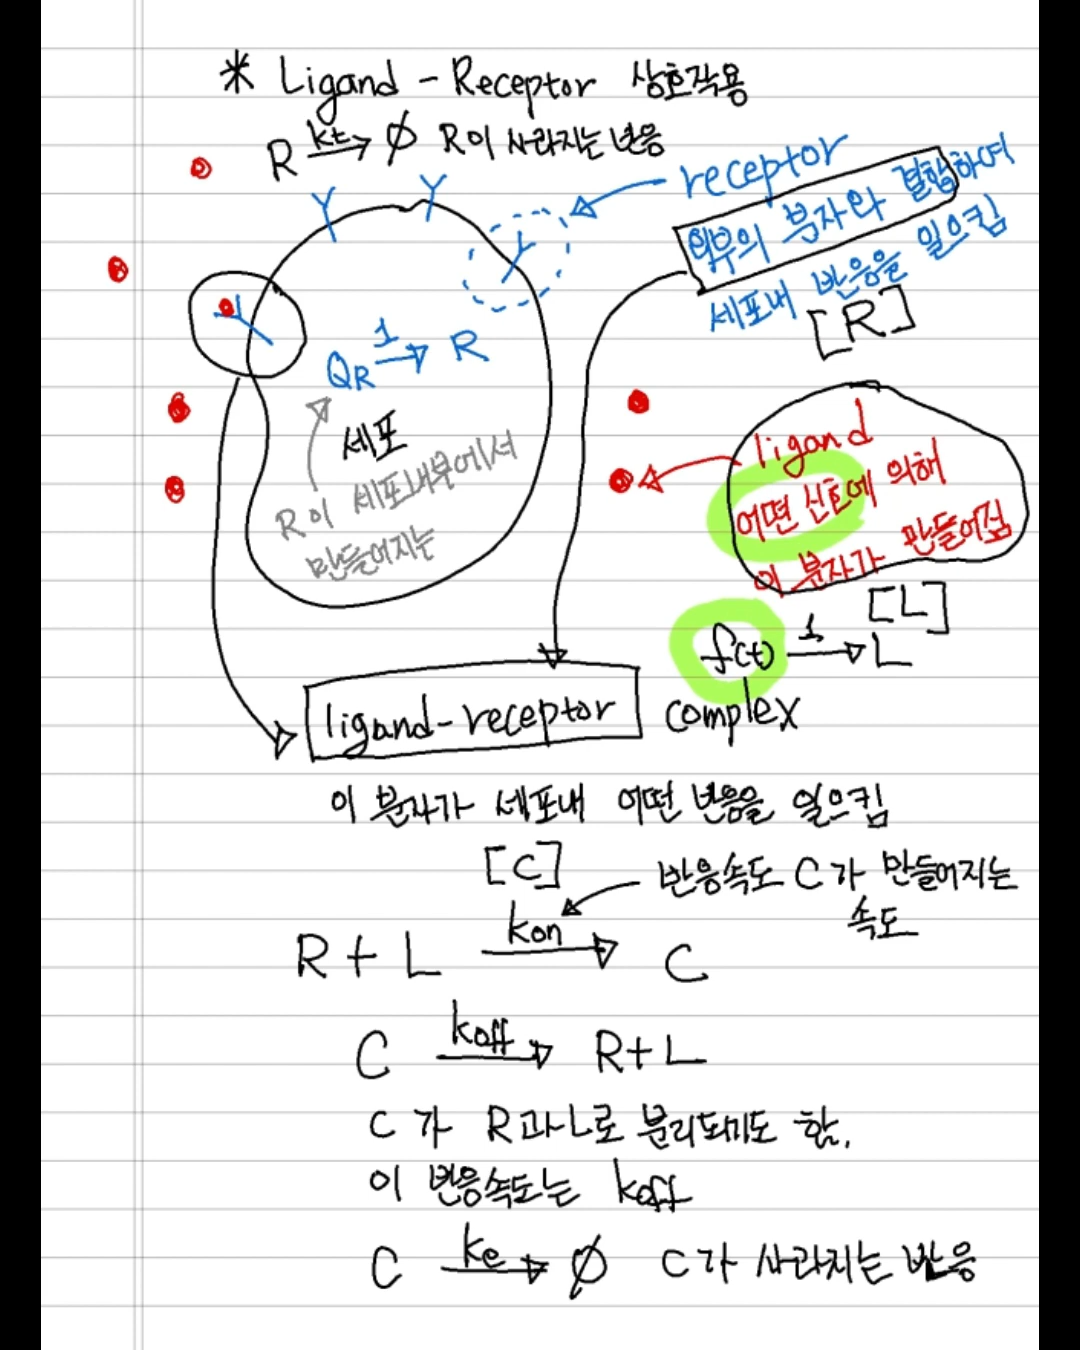 * Ligand - Receptor 상호작용
R kt→ ∅ R이 사라지는 반응
receptor
외부의 분자와 결합하여
세포내 반응을 일으킴
[R]
QR 1→ R
세포
R이 세포내부에서
만들어지는
ligand
어떤 신호에 의해
이 분자가 만들어짐
[L]
f(t) 1→ L
ligand-receptor complex
이 분자가 세포내 어떤 반응을 일으킴
[C]
반응속도 C가 만들어지는
속도
R + L kon→ C
C koff→ R+L
C가 R과 L로 분리되기도 함.
이 반응속도는 koff
C ke→ ∅ C가 사라지는 반응